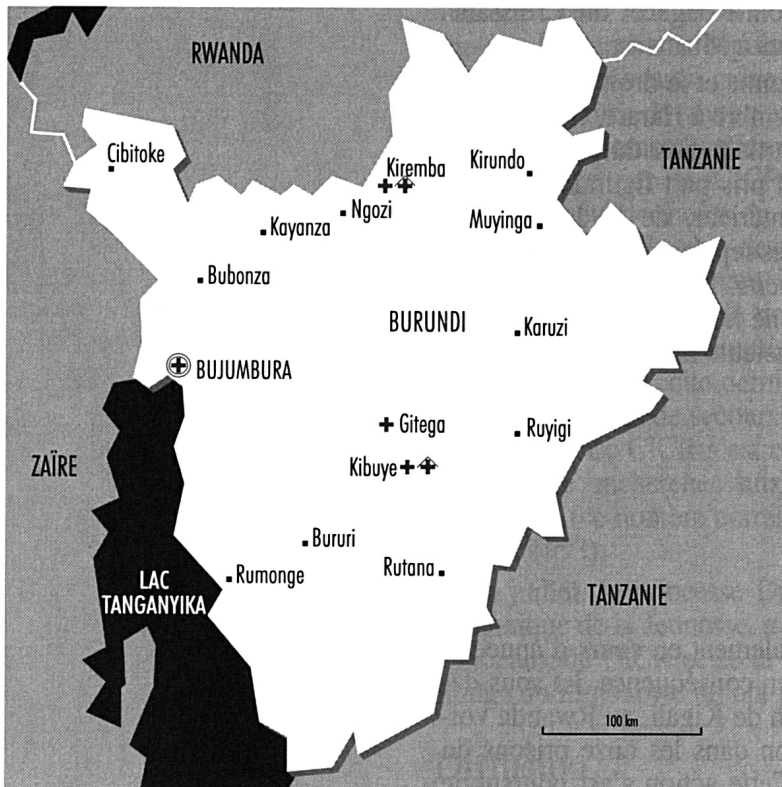 RWANDA
Cibitoke
Kiremba
Kirundo
TANZANIE
Ngozi
Kayanza
Muyinga
Bubonza
BURUNDI
Karuzi
BUJUMBURA
Gitega
Ruyigi
ZAÏRE
Kibuye
Bururi
LAC
TANGANYIKA
Rumonge
Rutana
TANZANIE
100 km